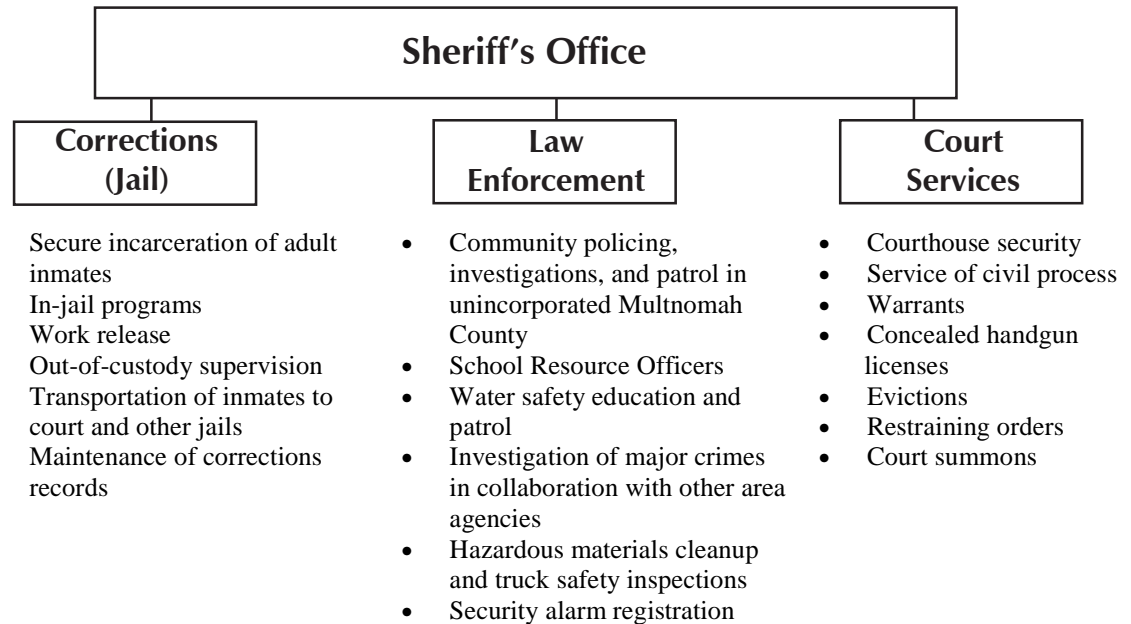 Sheriff's Office
Corrections
(Jail)
Secure incarceration of adult
inmates
In-jail programs
Work release
Out-of-custody supervision
Transportation of inmates to
court and other jails
Maintenance of corrections
records
Law
Enforcement
• Community policing,
investigations, and patrol in
unincorporated Multnomah
County
• School Resource Officers
• Water safety education and
patrol
• Investigation of major crimes
in collaboration with other area
agencies
• Hazardous materials cleanup
and truck safety inspections
• Security alarm registration
Court
Services
• Courthouse security
• Service of civil process
• Warrants
• Concealed handgun
licenses
• Evictions
• Restraining orders
• Court summons